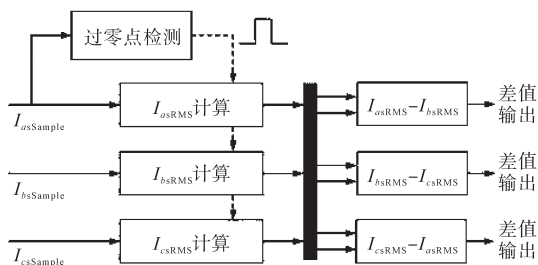 过零点检测
I_asSample
I_asRMS计算
I_asRMS−I_bsRMS
差值
输出
I_bsSample
I_bsRMS计算
I_bsRMS−I_csRMS
差值
输出
I_csSample
I_csRMS计算
I_csRMS−I_asRMS
差值
输出